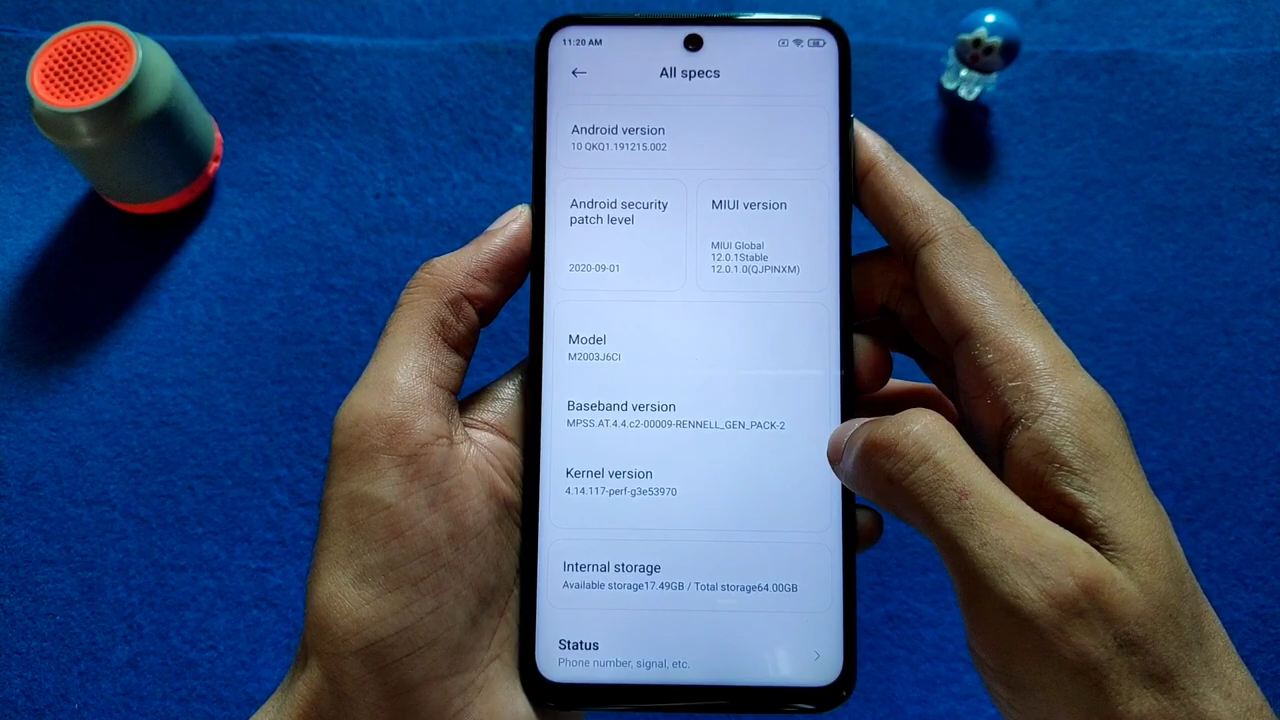 11:20 AM
All specs
Android version
10 QKQ1.191215.002
Android security
patch level
2020-09-01
MIUI version
MIUI Global
12.0.1Stable
12.0.1.0(QJPINXM)
Model
M2003J6CI
Baseband version
MPSS.AT.4.4.c2-00009-RENNELL_GEN_PACK-2
Kernel version
4.14.117-perf-g3e53970
Internal storage
Available storage17.49GB / Total storage64.00GB
Status
Phone number, signal, etc.